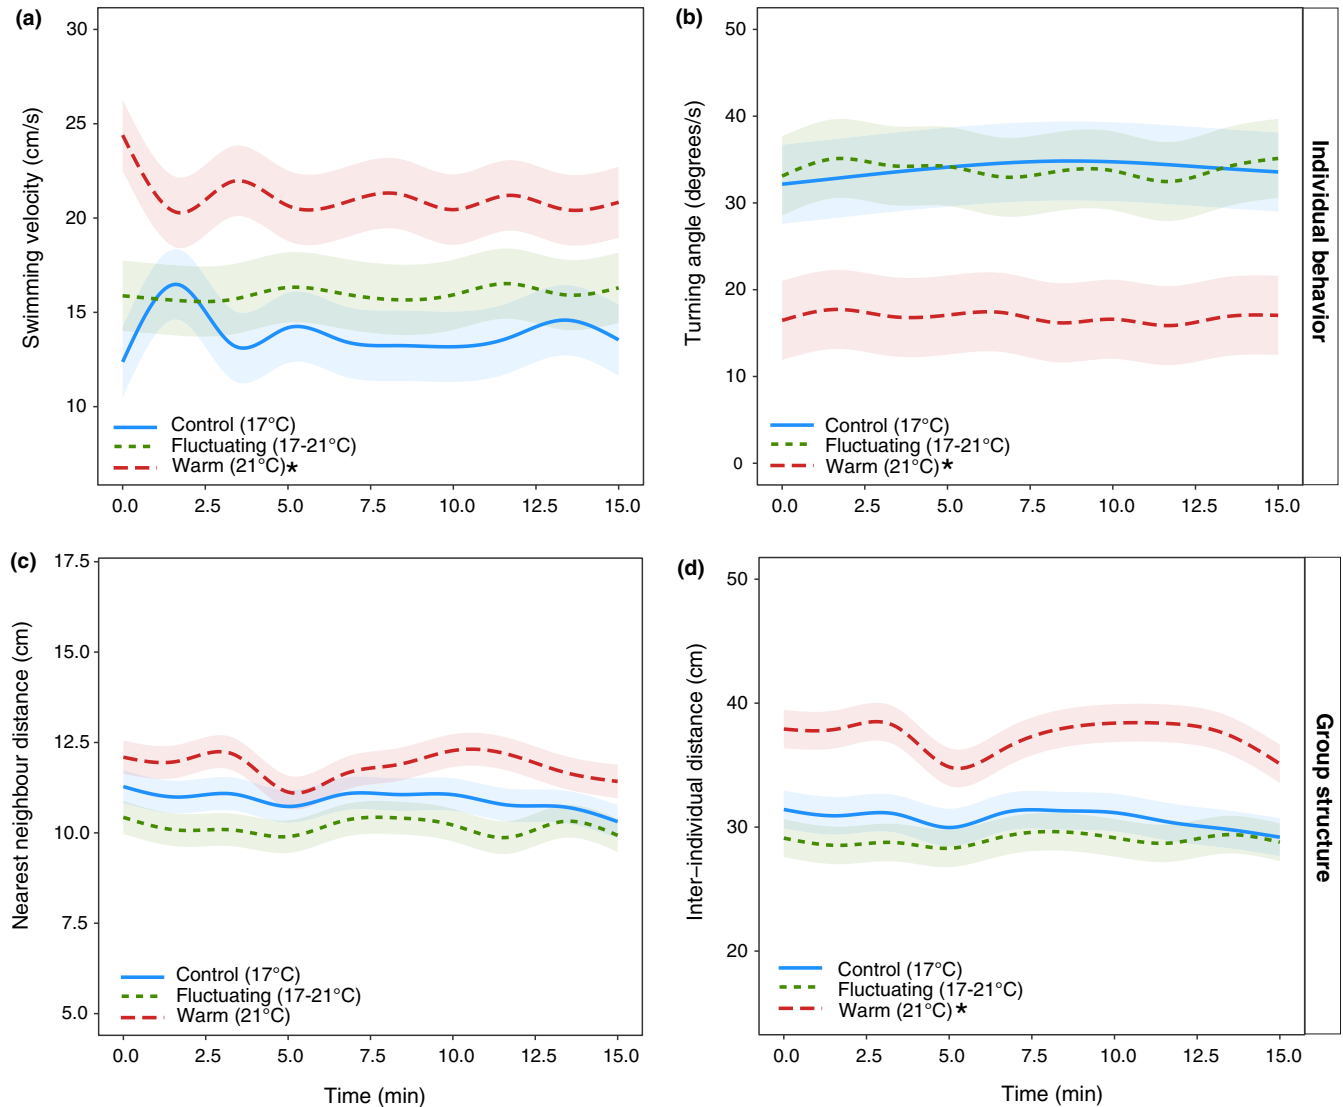 (a)
30
25
20
15
10
Swimming velocity (cm/s)
Control (17°C)
Fluctuating (17-21°C)
Warm (21°C)*
0.0 2.5 5.0 7.5 10.0 12.5 15.0
(b)
50
40
30
20
10
0
Turning angle (degrees/s)
Control (17°C)
Fluctuating (17-21°C)
Warm (21°C)*
0.0 2.5 5.0 7.5 10.0 12.5 15.0
Individual behavior
(c)
17.5
15.0
12.5
10.0
7.5
5.0
Nearest neighbour distance (cm)
Control (17°C)
Fluctuating (17-21°C)
Warm (21°C)
0.0 2.5 5.0 7.5 10.0 12.5 15.0
Time (min)
(d)
50
40
30
20
Inter–individual distance (cm)
Control (17°C)
Fluctuating (17-21°C)
Warm (21°C)*
0.0 2.5 5.0 7.5 10.0 12.5 15.0
Time (min)
Group structure